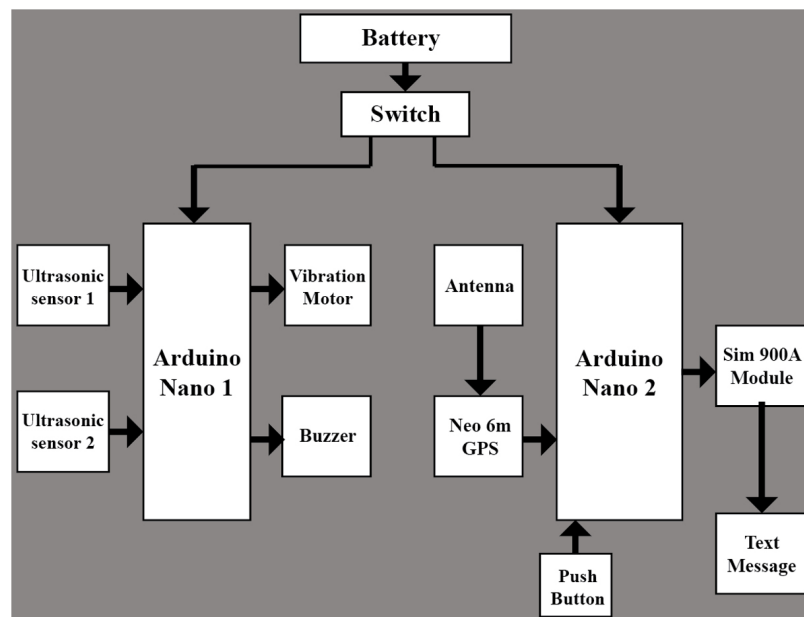 Battery
Switch
Ultrasonic
sensor 1
Arduino
Nano 1
Vibration
Motor
Ultrasonic
sensor 2
Buzzer
Antenna
Neo 6m
GPS
Arduino
Nano 2
Sim 900A
Module
Push
Button
Text
Message